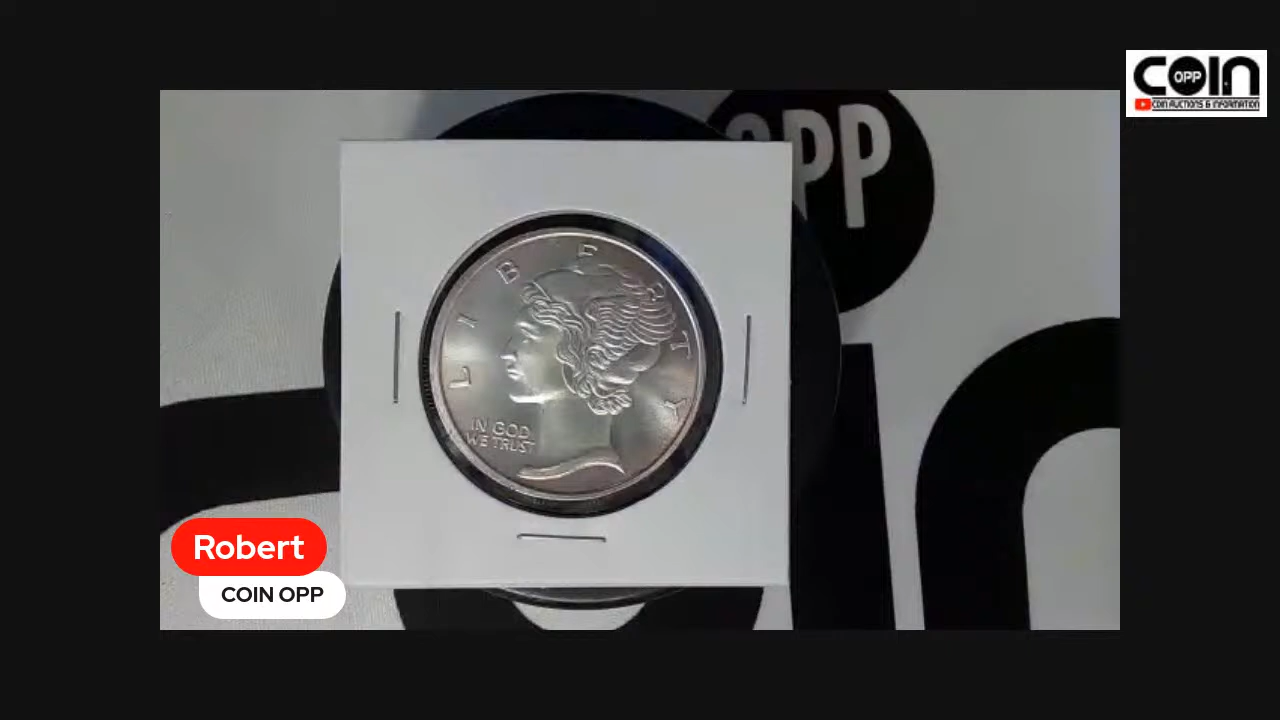 COIN
OPP
COIN AUCTIONS & INFORMATION
OPP
LIBERTY
IN GOD
WE TRUST
Robert
COIN OPP